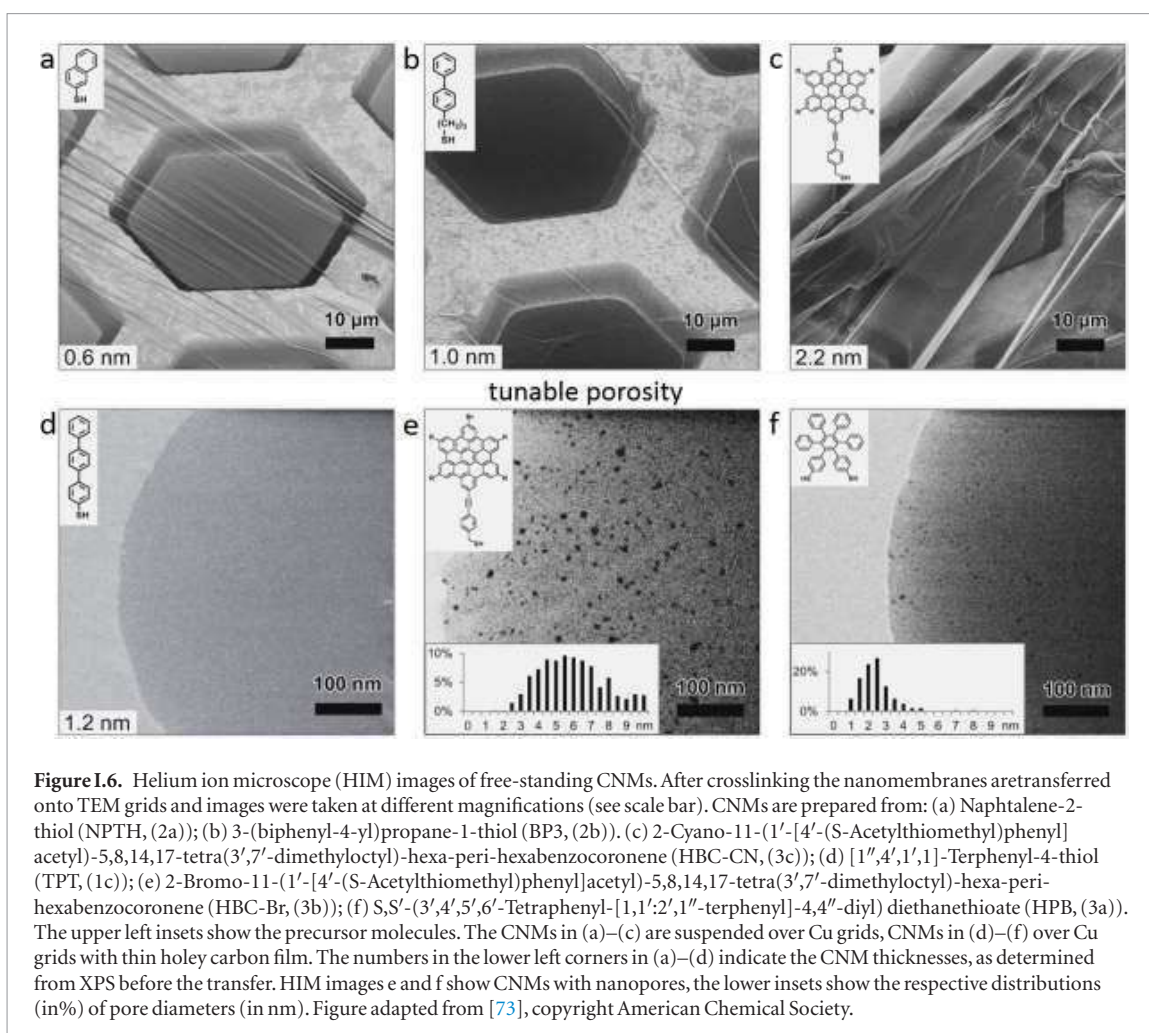 a
b
c
SH
(CH₂)₃
SH
CN
R
R
R
R
SH
10 µm
10 µm
10 µm
0.6 nm
1.0 nm
2.2 nm
tunable porosity
d
e
f
SH
Br
R
R
R
R
SH
100 nm
1.2 nm
10%
5%
0%
0 1 2 3 4 5 6 7 8 9 nm
100 nm
20%
0%
0 1 2 3 4 5 6 7 8 9 nm
100 nm
Figure I.6. Helium ion microscope (HIM) images of free-standing CNMs. After crosslinking the nanomembranes aretransferred
onto TEM grids and images were taken at different magnifications (see scale bar). CNMs are prepared from: (a) Naphtalene-2-
thiol (NPTH, (2a)); (b) 3-(biphenyl-4-yl)propane-1-thiol (BP3, (2b)). (c) 2-Cyano-11-(1′-[4′-(S-Acetylthiomethyl)phenyl]
acetyl)-5,8,14,17-tetra(3′,7′-dimethyloctyl)-hexa-peri-hexabenzocoronene (HBC-CN, (3c)); (d) [1″,4′,1′,1]-Terphenyl-4-thiol
(TPT, (1c)); (e) 2-Bromo-11-(1′-[4′-(S-Acetylthiomethyl)phenyl]acetyl)-5,8,14,17-tetra(3′,7′-dimethyloctyl)-hexa-peri-
hexabenzocoronene (HBC-Br, (3b)); (f) S,S′-(3′,4′,5′,6′-Tetraphenyl-[1,1′:2′,1″-terphenyl]-4,4″-diyl) diethanethioate (HPB, (3a)).
The upper left insets show the precursor molecules. The CNMs in (a)–(c) are suspended over Cu grids, CNMs in (d)–(f) over Cu
grids with thin holey carbon film. The numbers in the lower left corners in (a)–(d) indicate the CNM thicknesses, as determined
from XPS before the transfer. HIM images e and f show CNMs with nanopores, the lower insets show the respective distributions
(in%) of pore diameters (in nm). Figure adapted from [73], copyright American Chemical Society.